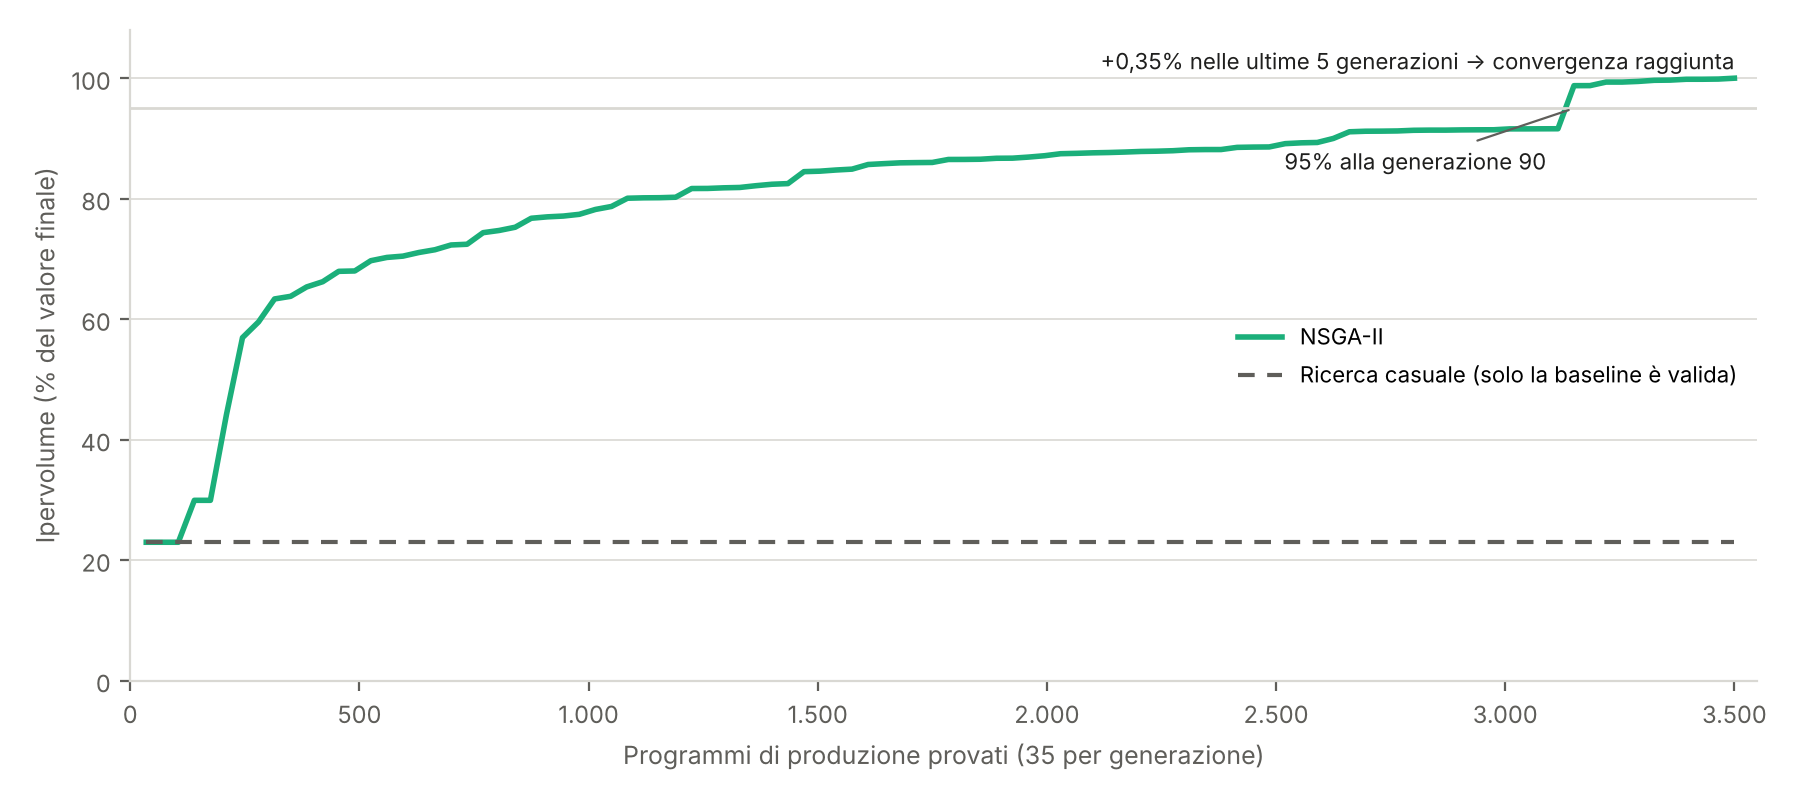 +0,35% nelle ultime 5 generazioni → convergenza raggiunta
100
95% alla generazione 90
80
60
40
20
0
Ipervolume (% del valore finale)
NSGA-II
Ricerca casuale (solo la baseline è valida)
0 500 1.000 1.500 2.000 2.500 3.000 3.500
Programmi di produzione provati (35 per generazione)